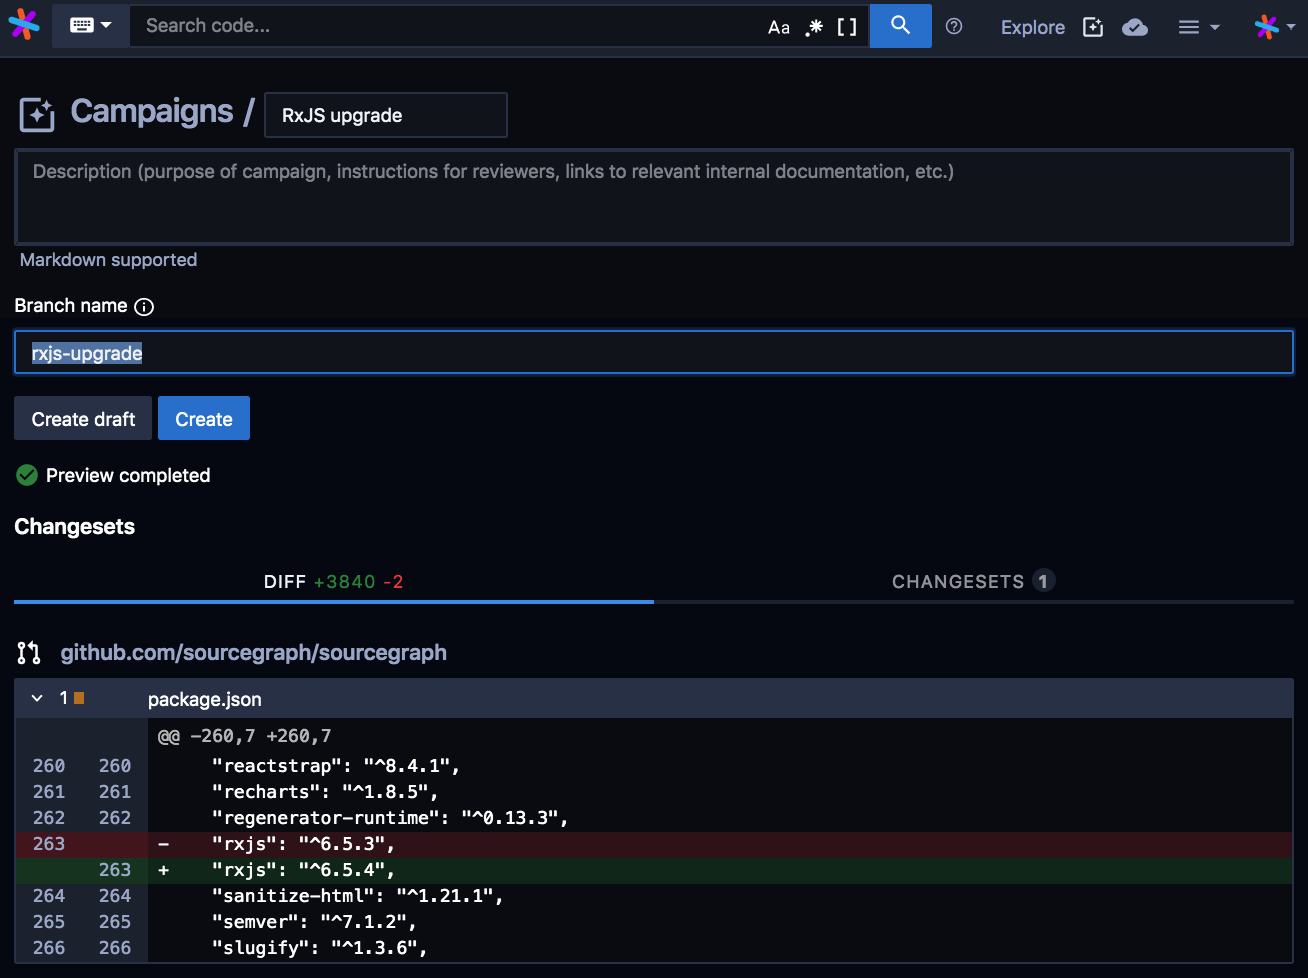 Search code... Aa .* [ ] Explore
Campaigns / RxJS upgrade
Description (purpose of campaign, instructions for reviewers, links to relevant internal documentation, etc.)
Markdown supported
Branch name
rxjs-upgrade
Create draft Create
Preview completed
Changesets
DIFF +3840 -2 CHANGESETS 1
github.com/sourcegraph/sourcegraph
1 package.json
@@ -260,7 +260,7
260 260 "reactstrap": "^8.4.1",
261 261 "recharts": "^1.8.5",
262 262 "regenerator-runtime": "^0.13.3",
263 - "rxjs": "^6.5.3",
263 + "rxjs": "^6.5.4",
264 264 "sanitize-html": "^1.21.1",
265 265 "semver": "^7.1.2",
266 266 "slugify": "^1.3.6",